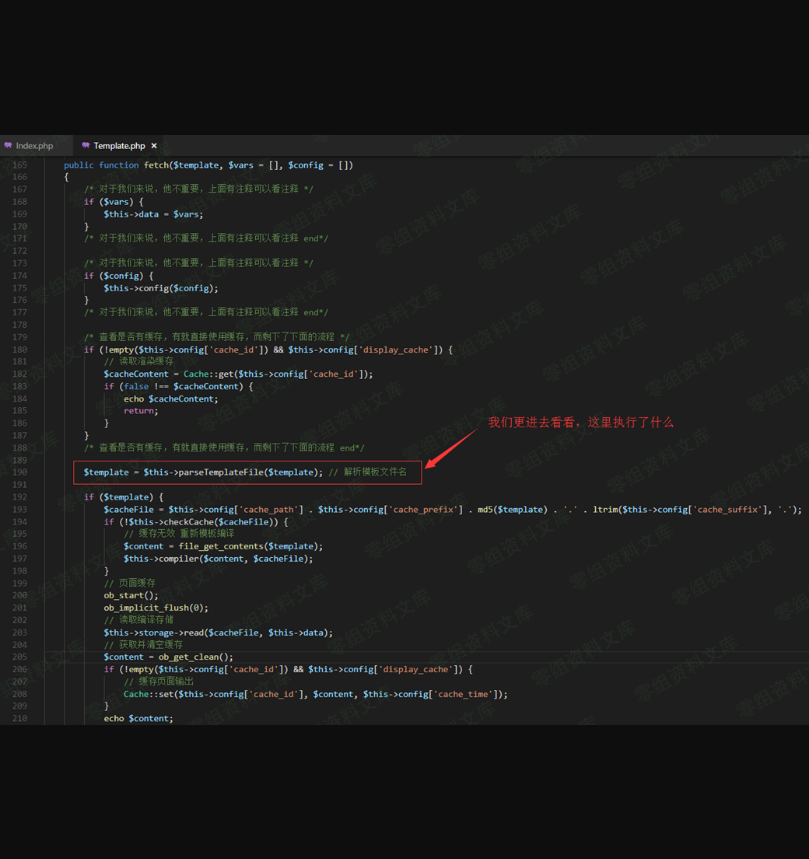 Index.php
Template.php ×
165 public function fetch($template, $vars = [], $config = [])
166 {
167 /* 对于我们来说，他不重要，上面有注释可以看注释 */
168 if ($vars) {
169 $this->data = $vars;
170 }
171 /* 对于我们来说，他不重要，上面有注释可以看注释 end*/
172
173 /* 对于我们来说，他不重要，上面有注释可以看注释 */
174 if ($config) {
175 $this->config($config);
176 }
177 /* 对于我们来说，他不重要，上面有注释可以看注释 end*/
178
179 /* 查看是否有缓存，有就直接使用缓存，而剩下了下面的流程 */
180 if (!empty($this->config['cache_id']) && $this->config['display_cache']) {
181 // 读取渲染缓存
182 $cacheContent = Cache::get($this->config['cache_id']);
183 if (false !== $cacheContent) {
184 echo $cacheContent;
185 return;
186 }
187 }
188 /* 查看是否有缓存，有就直接使用缓存，而剩下了下面的流程 end*/
我们更进去看看，这里执行了什么
189
190 $template = $this->parseTemplateFile($template); // 解析模板文件名
191
192 if ($template) {
193 $cacheFile = $this->config['cache_path'] . $this->config['cache_prefix'] . md5($template) . '.' . ltrim($this->config['cache_suffix'], '.');
194 if (!$this->checkCache($cacheFile)) {
195 // 缓存无效 重新模板编译
196 $content = file_get_contents($template);
197 $this->compiler($content, $cacheFile);
198 }
199 // 页面缓存
200 ob_start();
201 ob_implicit_flush(0);
202 // 读取编译存储
203 $this->storage->read($cacheFile, $this->data);
204 // 获取并清空缓存
205 $content = ob_get_clean();
206 if (!empty($this->config['cache_id']) && $this->config['display_cache']) {
207 // 缓存页面输出
208 Cache::set($this->config['cache_id'], $content, $this->config['cache_time']);
209 }
210 echo $content;
零组资料文库